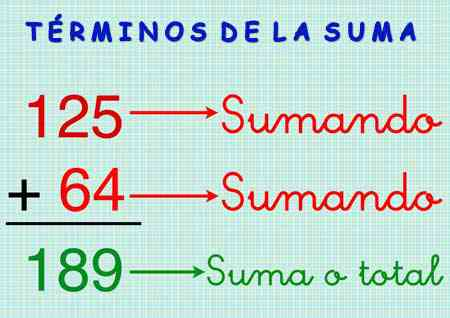 TÉRMINOS DE LA SUMA
125 Sumando
+ 64 Sumando
189 Suma o total